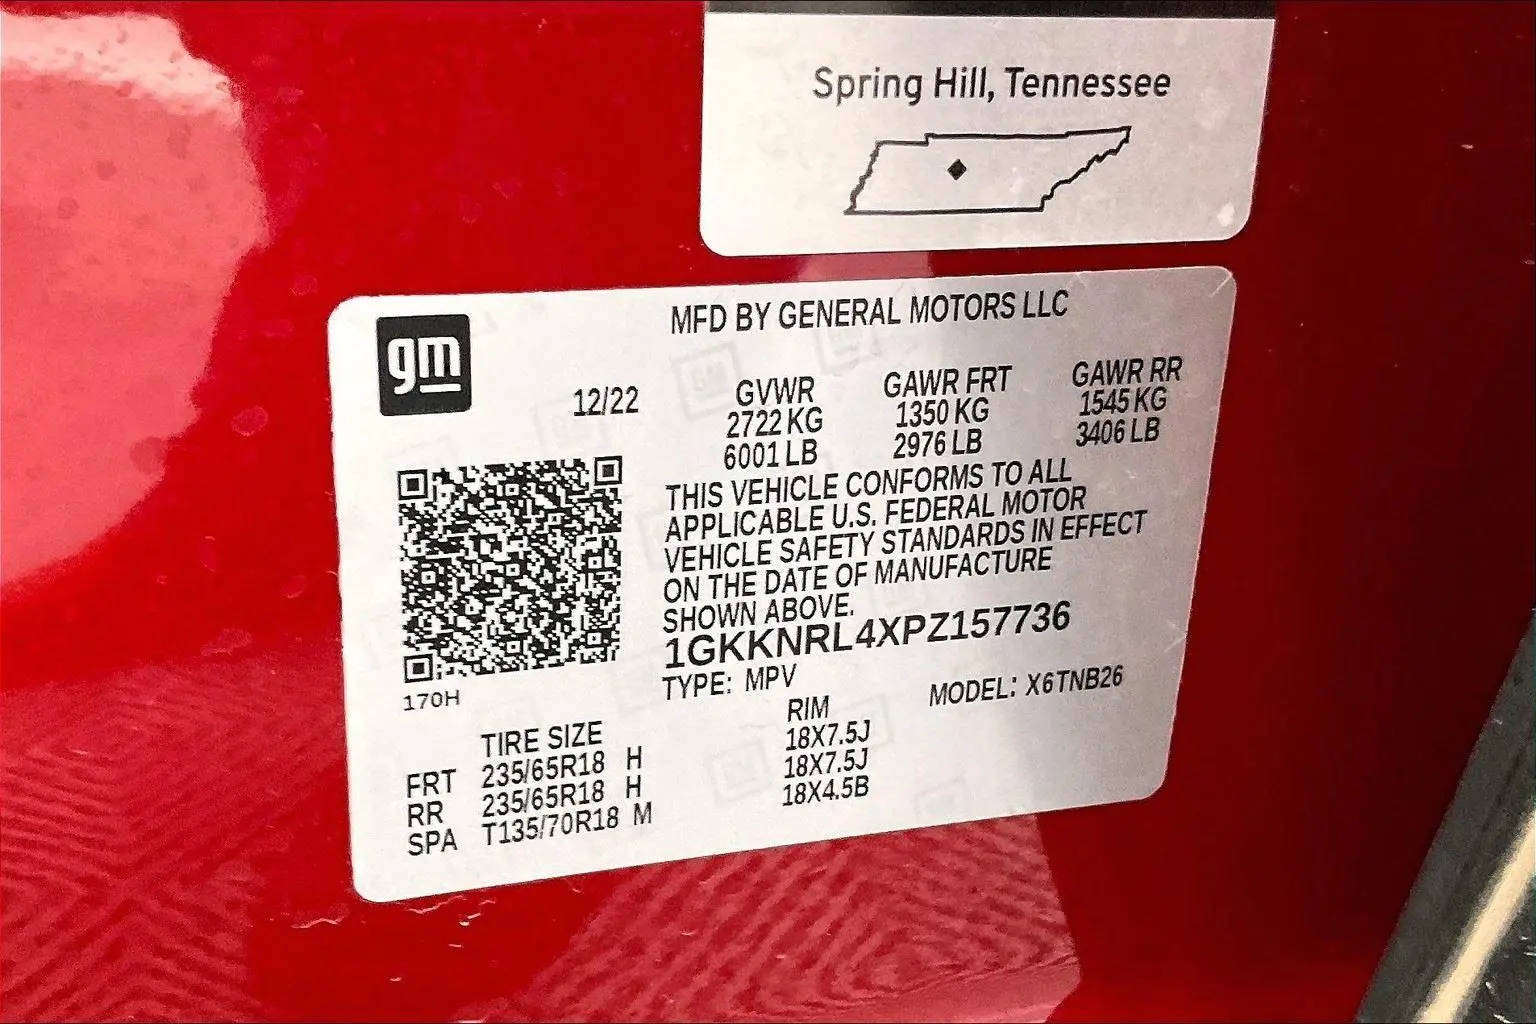 Spring Hill, Tennessee
gm
MFD BY GENERAL MOTORS LLC
12/22
GVWR GAWR FRT GAWR RR
2722 KG 1350 KG 1545 KG
6001 LB 2976 LB 3406 LB
THIS VEHICLE CONFORMS TO ALL
APPLICABLE U.S. FEDERAL MOTOR
VEHICLE SAFETY STANDARDS IN EFFECT
ON THE DATE OF MANUFACTURE
SHOWN ABOVE.
1GKKNRL4XPZ157736
TYPE: MPV MODEL: X6TNB26
170H
TIRE SIZE RIM
FRT 235/65R18 H 18X7.5J
RR 235/65R18 H 18X7.5J
SPA T135/70R18 M 18X4.5B